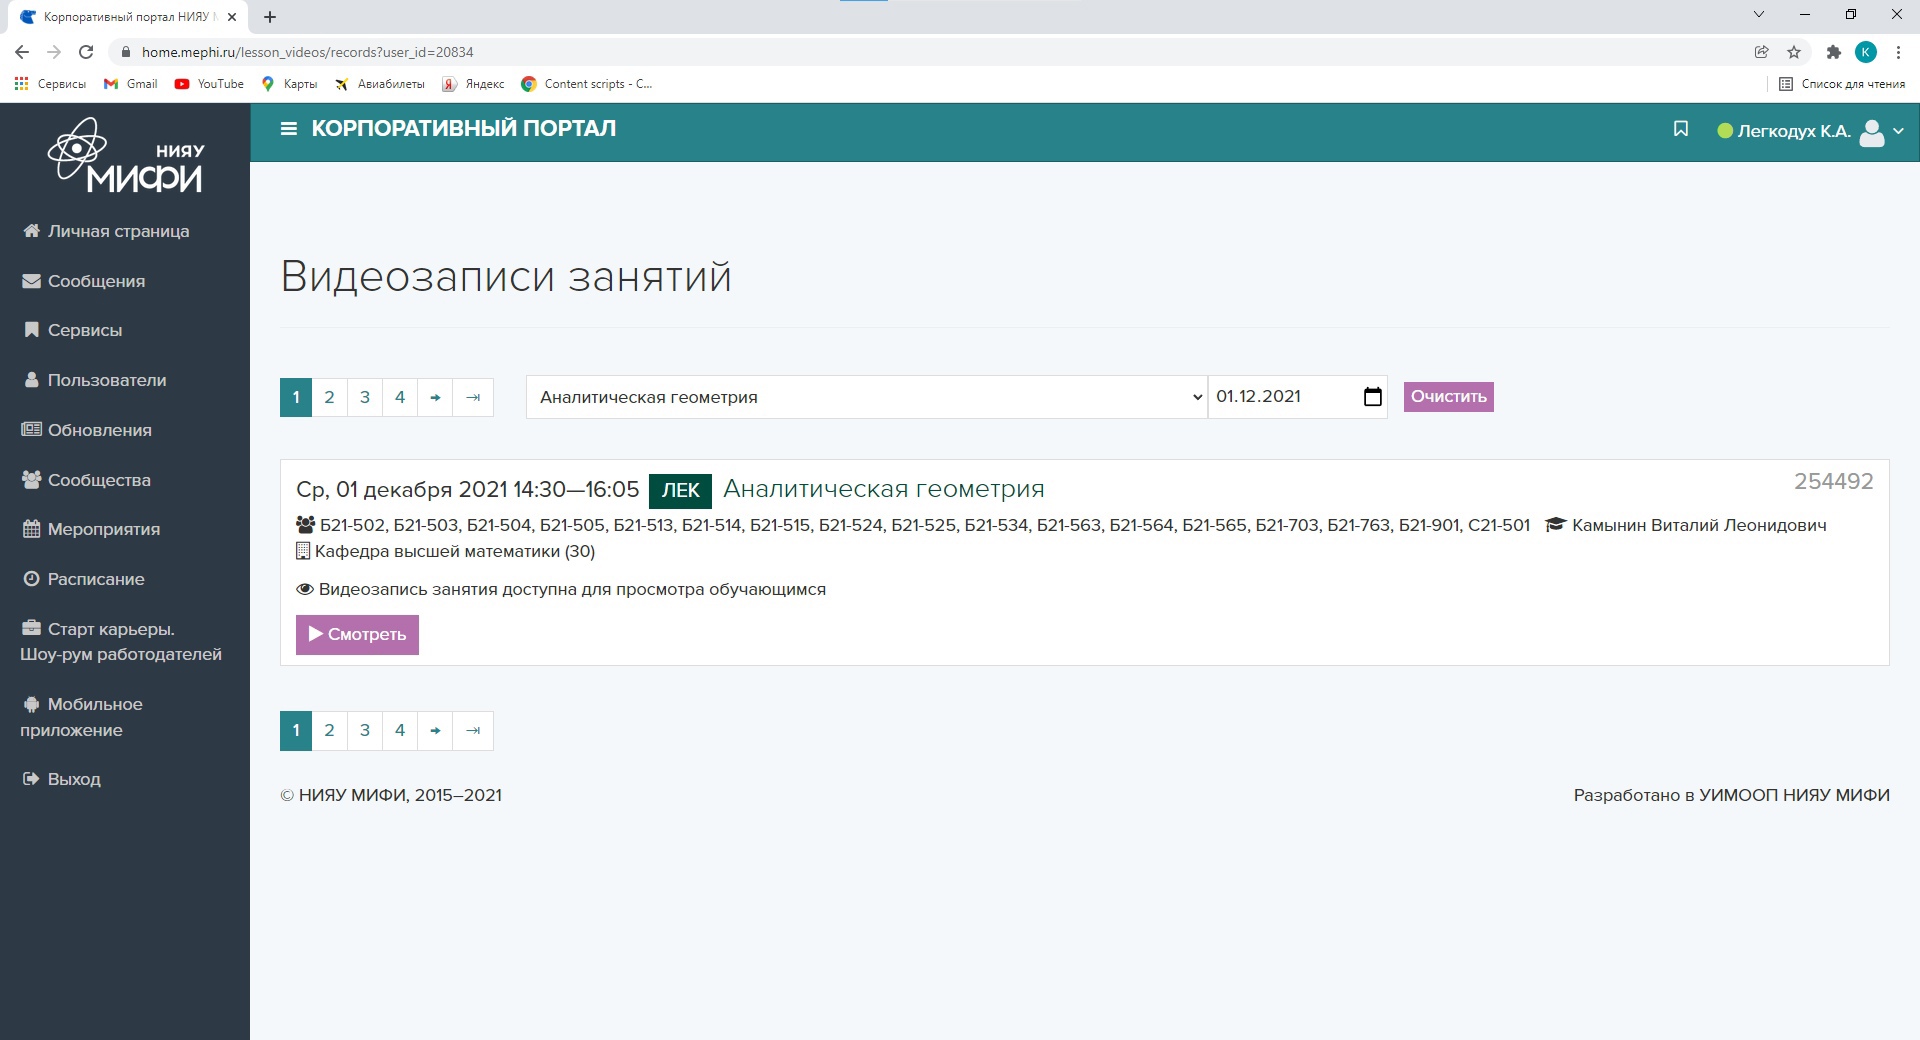 Корпоративный портал НИЯУ
home.mephi.ru/lesson_videos/records?user_id=20834
K
Сервисы
Gmail
YouTube
Карты
Авиабилеты
Яндекс
Content scripts - C...
Список для чтения
НИЯУ
МИФИ
КОРПОРАТИВНЫЙ ПОРТАЛ
Легкодух К.А.
Личная страница
Сообщения
Сервисы
Пользователи
Обновления
Сообщества
Мероприятия
Расписание
Старт карьеры.
Шоу-рум работодателей
Мобильное
приложение
Выход
Видеозаписи занятий
1 2 3 4
Аналитическая геометрия
01.12.2021
Очистить
Ср, 01 декабря 2021 14:30—16:05 ЛЕК Аналитическая геометрия
254492
Б21-502, Б21-503, Б21-504, Б21-505, Б21-513, Б21-514, Б21-515, Б21-524, Б21-525, Б21-534, Б21-563, Б21-564, Б21-565, Б21-703, Б21-763, Б21-901, С21-501 Камынин Виталий Леонидович
Кафедра высшей математики (30)
Видеозапись занятия доступна для просмотра обучающимся
Смотреть
1 2 3 4
© НИЯУ МИФИ, 2015–2021
Разработано в УИМООП НИЯУ МИФИ